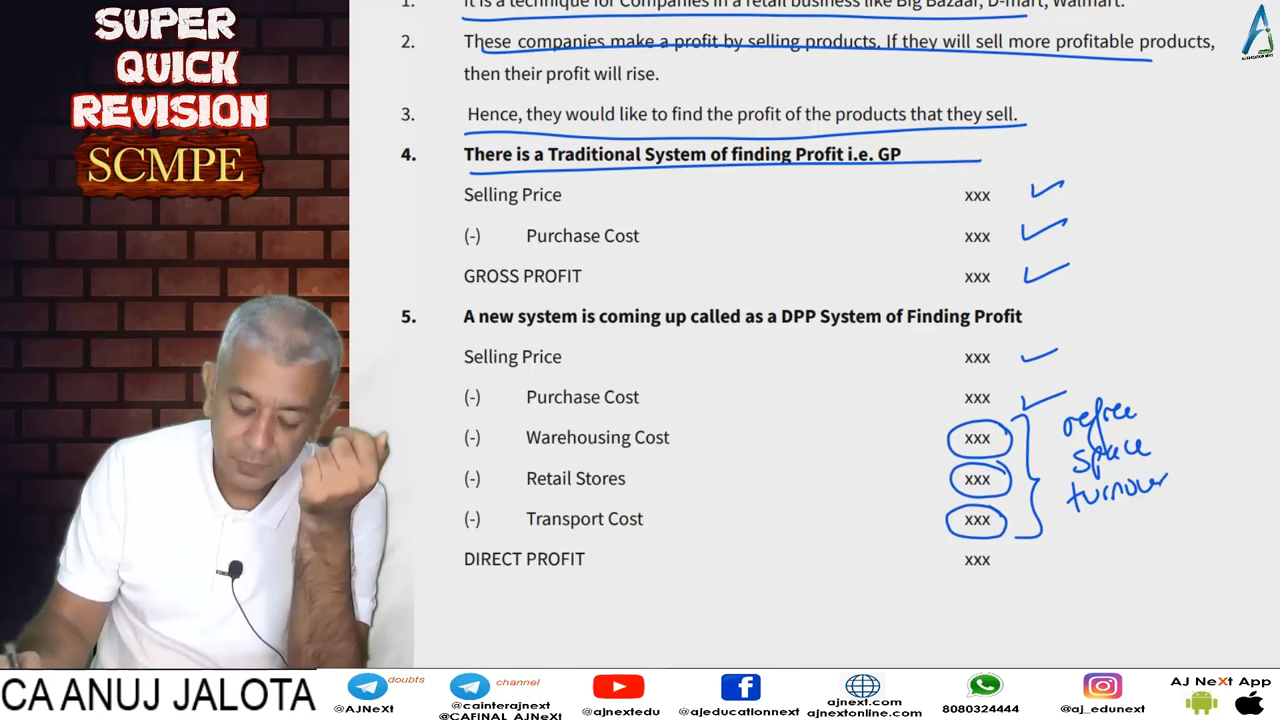 SUPER
QUICK
REVISION
SCMPE
1. It is a technique for Companies in a retail business like Big Bazaar, D-mart, Walmart.
2. These companies make a profit by selling products. If they will sell more profitable products,
then their profit will rise.
3. Hence, they would like to find the profit of the products that they sell.
4. There is a Traditional System of finding Profit i.e. GP
Selling Price xxx
(-) Purchase Cost xxx
GROSS PROFIT xxx
5. A new system is coming up called as a DPP System of Finding Profit
Selling Price xxx
(-) Purchase Cost xxx
(-) Warehousing Cost xxx
(-) Retail Stores xxx
(-) Transport Cost xxx
DIRECT PROFIT xxx
refree
space
turnover
CA ANUJ JALOTA
doubts
@AJNeXt
channel
@cainterajnext
@CAFINAL_AJNeXt
@ajnextedu
@ajeducationnext
ajnext.com
ajnextonline.com
8080324444
@aj_edunext
AJ NeXt App